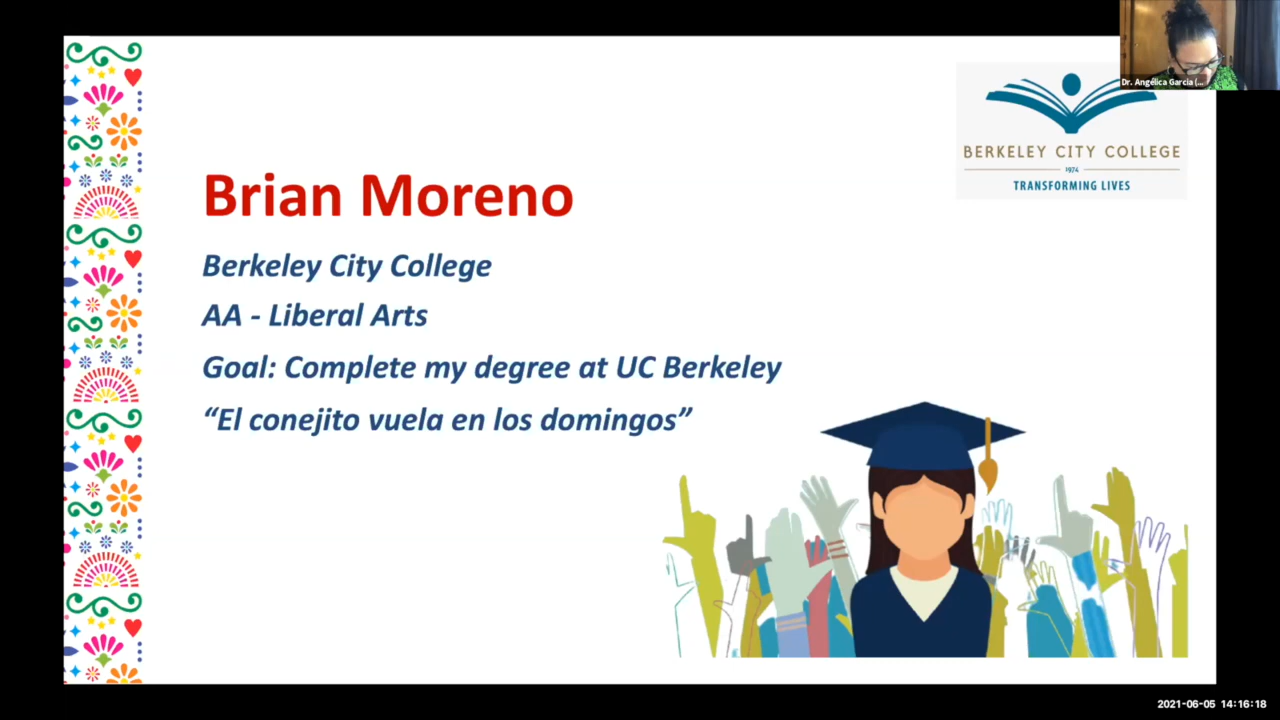 Dr. Angélica Garcia (...
BERKELEY CITY COLLEGE
1974
TRANSFORMING LIVES
Brian Moreno
Berkeley City College
AA - Liberal Arts
Goal: Complete my degree at UC Berkeley
“El conejito vuela en los domingos”
2021-06-05 14:16:18